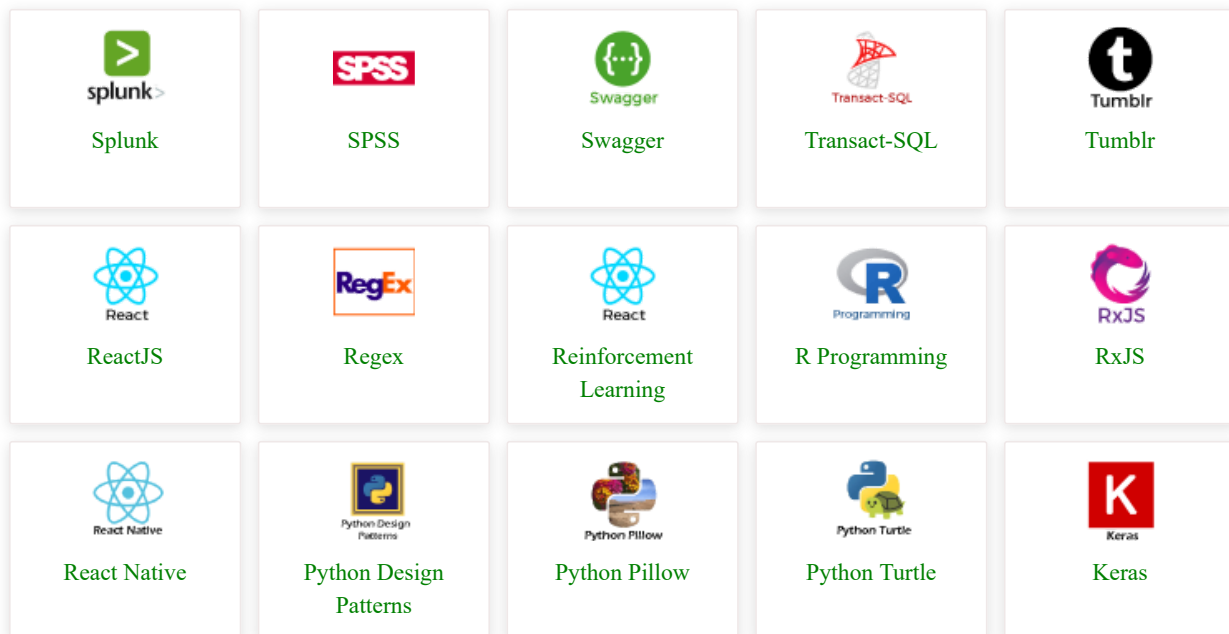 splunk>
Splunk
SPSS
SPSS
Swagger
Swagger
Transact-SQL
Transact-SQL
t
Tumblr
Tumblr
React
ReactJS
RegEx
Regex
React
Reinforcement
Learning
R
Programming
R Programming
RxJS
RxJS
React Native
React Native
Python Design
Patterns
Python Design
Patterns
Python Pillow
Python Pillow
Python Turtle
Python Turtle
K
Keras
Keras